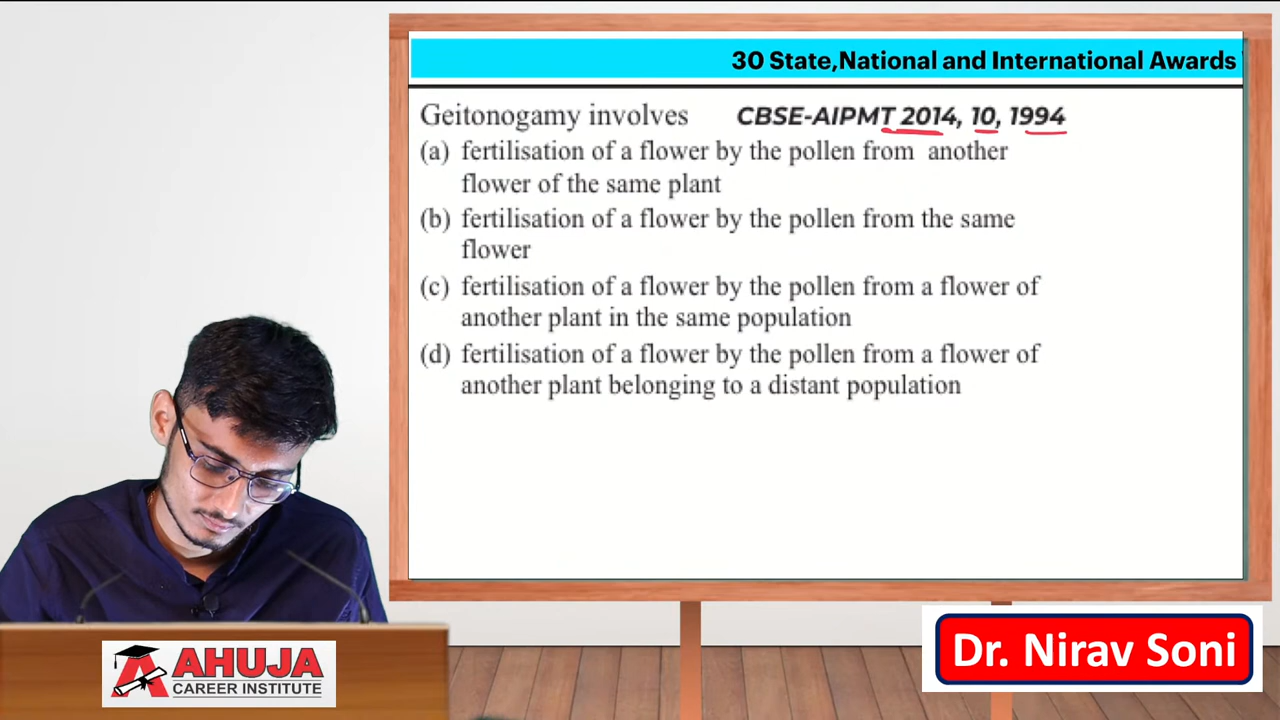 30 State,National and International Awards
Geitonogamy involves CBSE-AIPMT 2014, 10, 1994
(a) fertilisation of a flower by the pollen from another
flower of the same plant
(b) fertilisation of a flower by the pollen from the same
flower
(c) fertilisation of a flower by the pollen from a flower of
another plant in the same population
(d) fertilisation of a flower by the pollen from a flower of
another plant belonging to a distant population
AHUJA
CAREER INSTITUTE
Dr. Nirav Soni